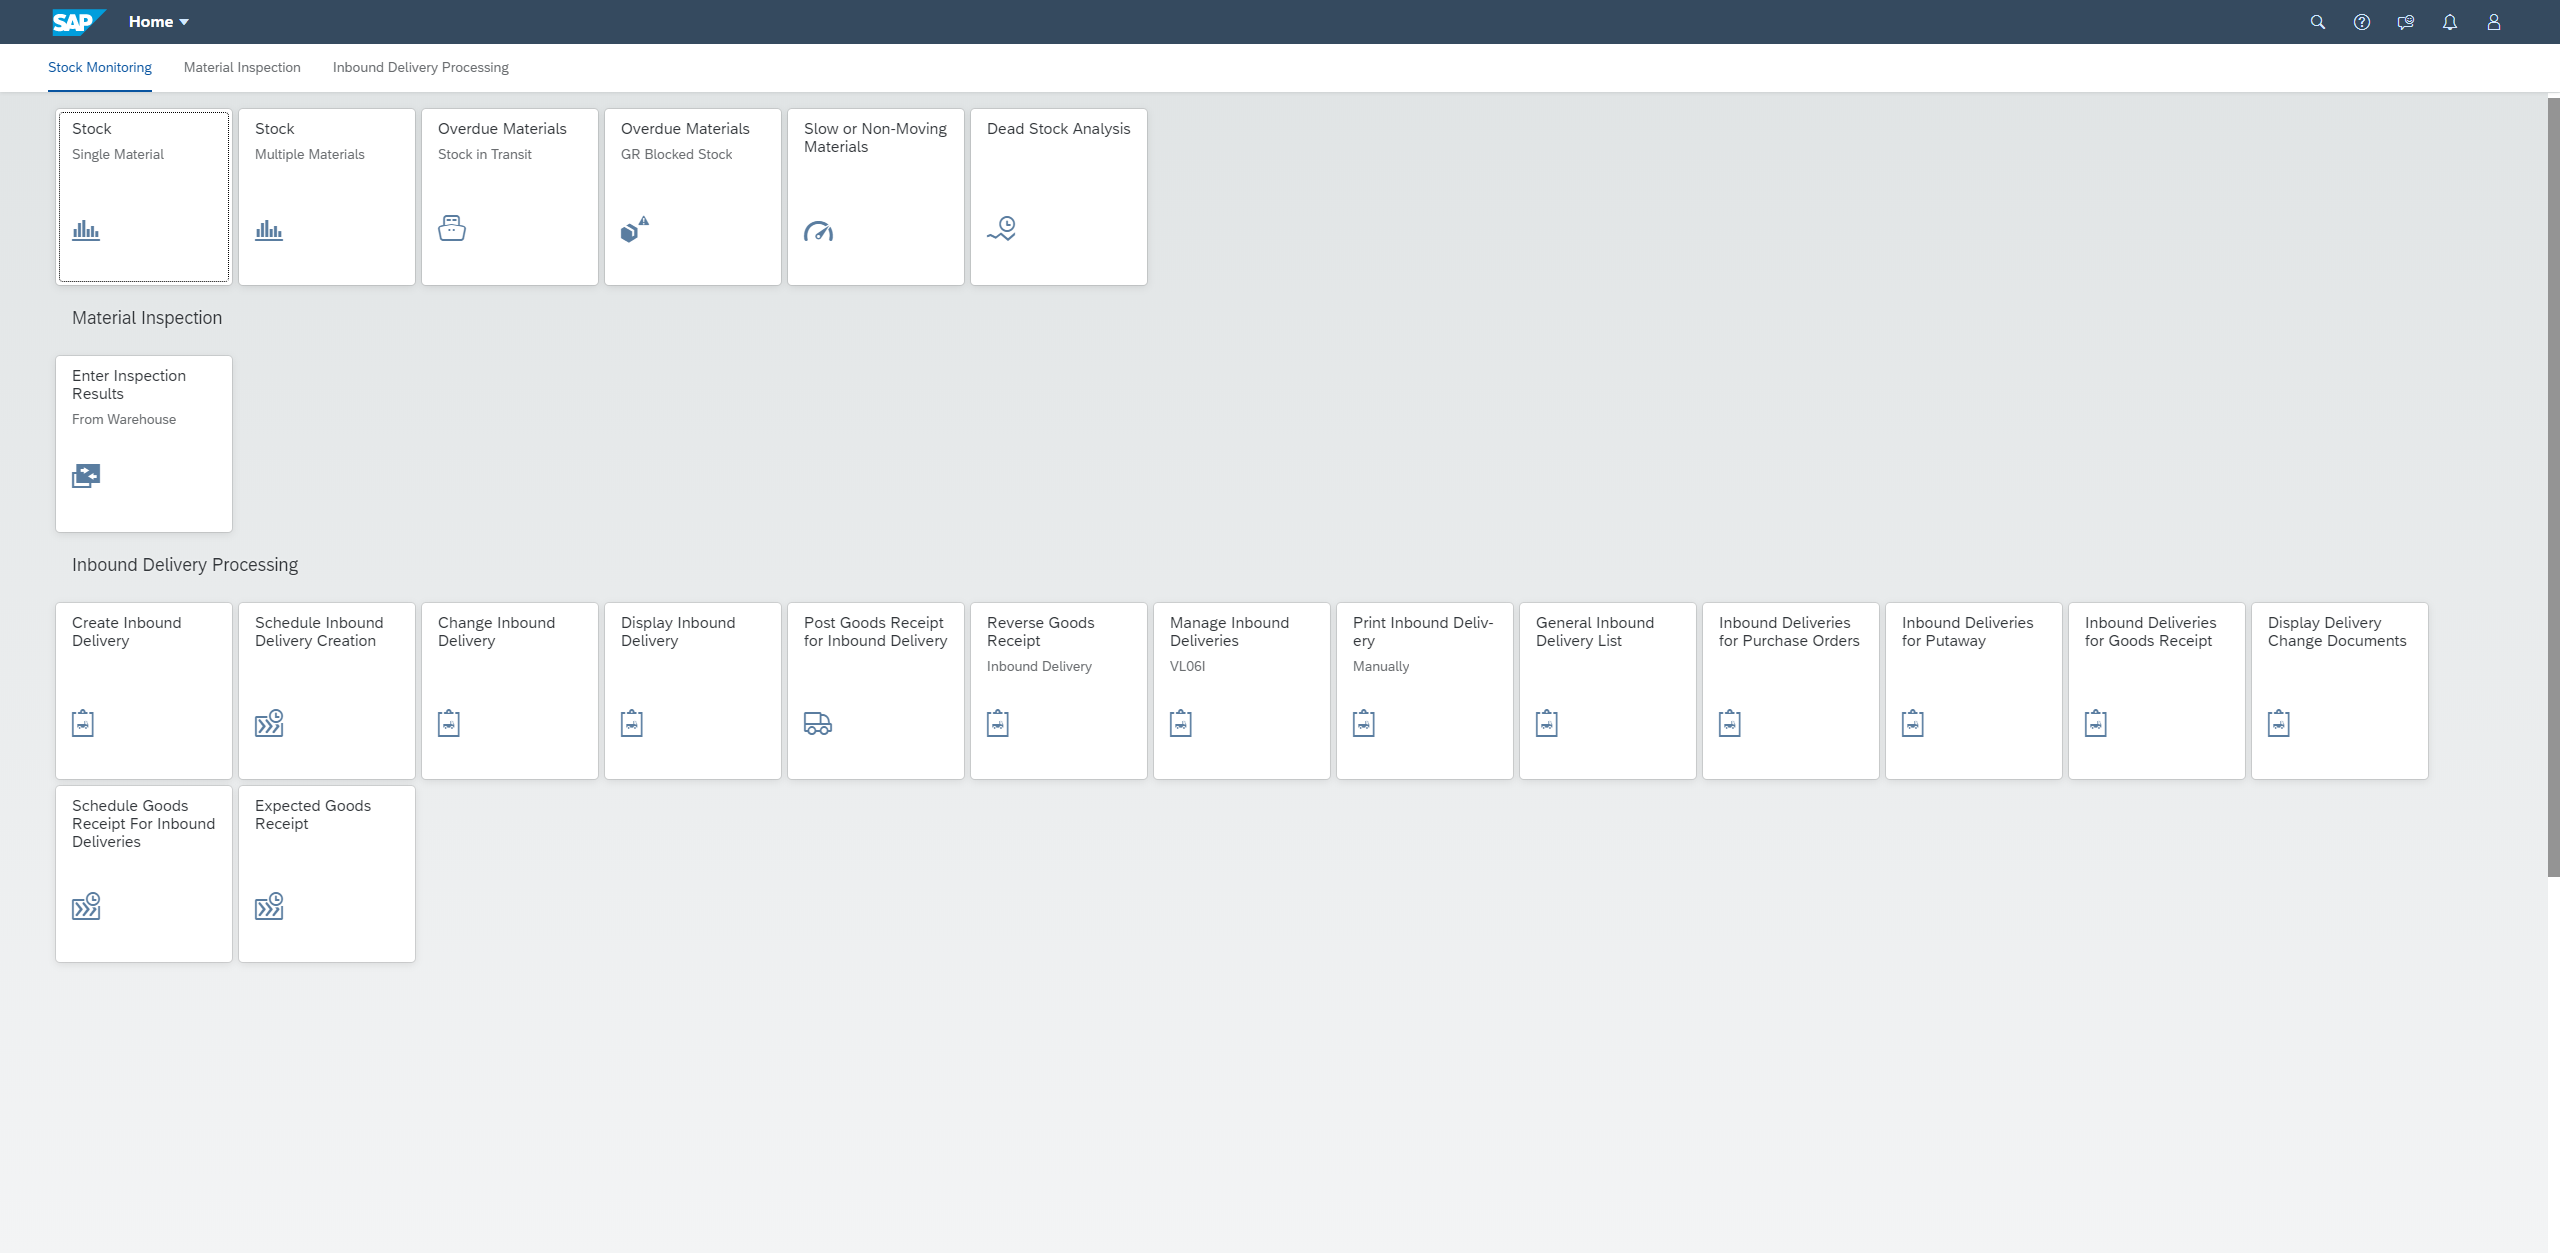 SAP
Home
Stock Monitoring
Material Inspection
Inbound Delivery Processing
Stock
Single Material
Stock
Multiple Materials
Overdue Materials
Stock in Transit
Overdue Materials
GR Blocked Stock
Slow or Non-Moving
Materials
Dead Stock Analysis
Material Inspection
Enter Inspection
Results
From Warehouse
Inbound Delivery Processing
Create Inbound
Delivery
Schedule Inbound
Delivery Creation
Change Inbound
Delivery
Display Inbound
Delivery
Post Goods Receipt
for Inbound Delivery
Reverse Goods
Receipt
Inbound Delivery
Manage Inbound
Deliveries
VL06I
Print Inbound Deliv-
ery
Manually
General Inbound
Delivery List
Inbound Deliveries
for Purchase Orders
Inbound Deliveries
for Putaway
Inbound Deliveries
for Goods Receipt
Display Delivery
Change Documents
Schedule Goods
Receipt For Inbound
Deliveries
Expected Goods
Receipt